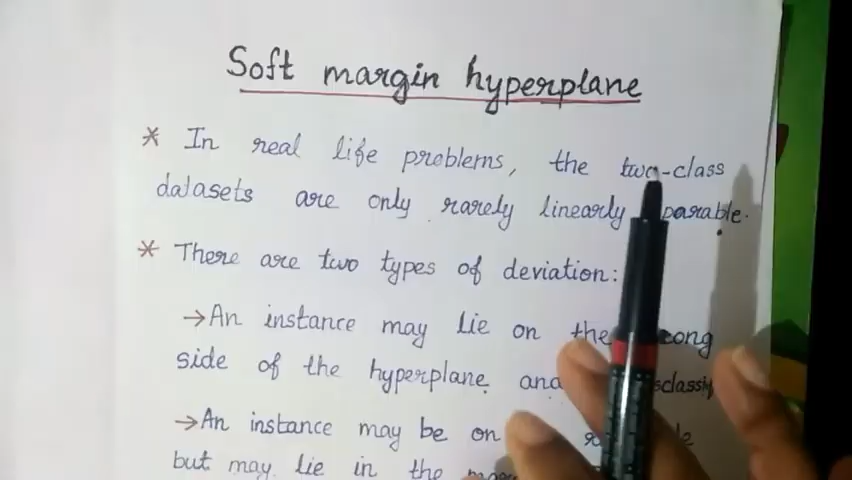 Soft margin hyperplane
* In real life problems, the two-class
datasets are only rarely linearly parable.
* There are two types of deviation:
→ An instance may lie on the
side of the hyperplane and
→ An instance may be on
but may lie in the